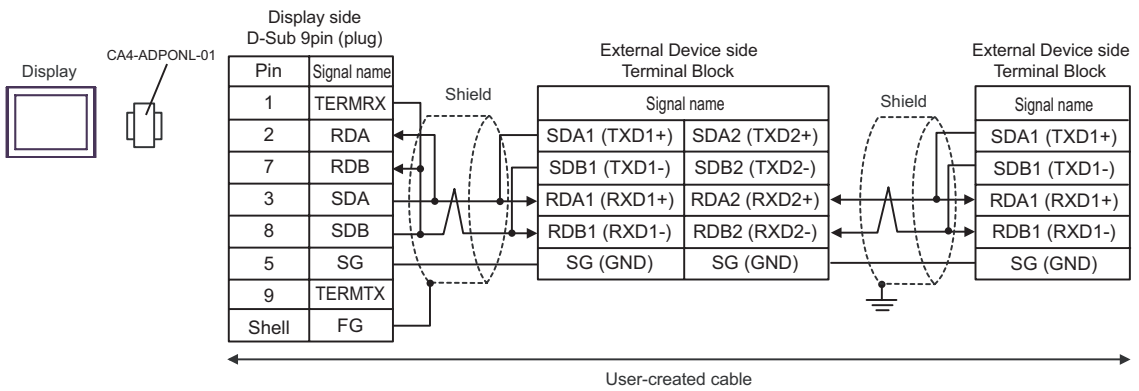 Display
CA4-ADPONL-01
Display side
D-Sub 9pin (plug)
Pin Signal name
1 TERMRX
2 RDA
7 RDB
3 SDA
8 SDB
5 SG
9 TERMTX
Shell FG
Shield
External Device side
Terminal Block
Signal name
SDA1 (TXD1+) SDA2 (TXD2+)
SDB1 (TXD1-) SDB2 (TXD2-)
RDA1 (RXD1+) RDA2 (RXD2+)
RDB1 (RXD1-) RDB2 (RXD2-)
SG (GND) SG (GND)
Shield
External Device side
Terminal Block
Signal name
SDA1 (TXD1+)
SDB1 (TXD1-)
RDA1 (RXD1+)
RDB1 (RXD1-)
SG (GND)
User-created cable